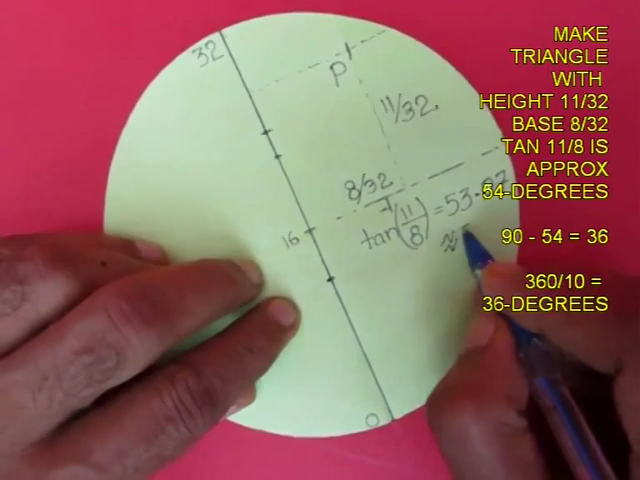 32
P
11/32
8/32
16
tan⁻¹(11/8) = 53.97
≈
0
MAKE
TRIANGLE
WITH
HEIGHT 11/32
BASE 8/32
TAN 11/8 IS
APPROX
54-DEGREES
90 - 54 = 36
360/10 =
36-DEGREES